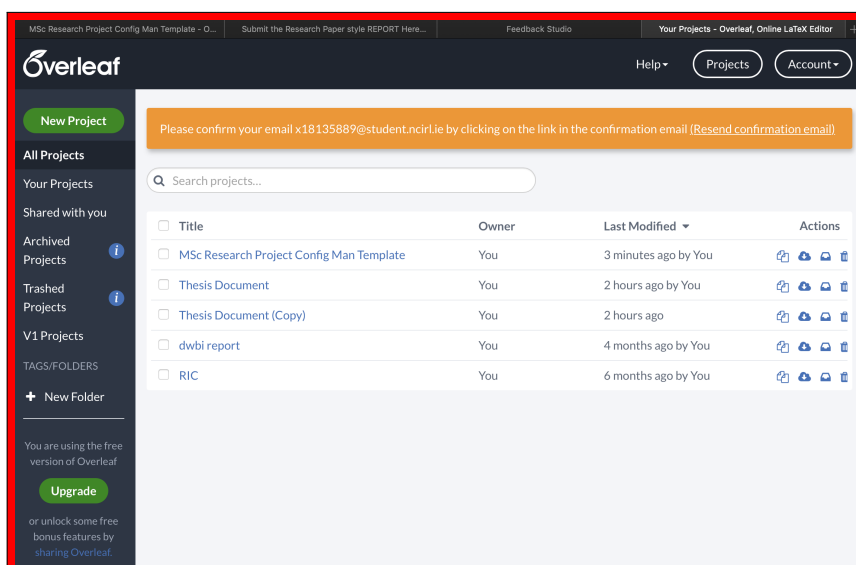 MSc Research Project Config Man Template - O...
Submit the Research Paper style REPORT Here...
Feedback Studio
Your Projects - Overleaf, Online LaTeX Editor
Overleaf
Help
Projects
Account
New Project
All Projects
Your Projects
Shared with you
Archived
Projects
Trashed
Projects
V1 Projects
TAGS/FOLDERS
+ New Folder
You are using the free
version of Overleaf
Upgrade
or unlock some free
bonus features by
sharing Overleaf.
Please confirm your email x18135889@student.ncirl.ie by clicking on the link in the confirmation email (Resend confirmation email)
Search projects...
Title Owner Last Modified Actions
MSc Research Project Config Man Template You 3 minutes ago by You
Thesis Document You 2 hours ago by You
Thesis Document (Copy) You 2 hours ago
dwbi report You 4 months ago by You
RIC You 6 months ago by You